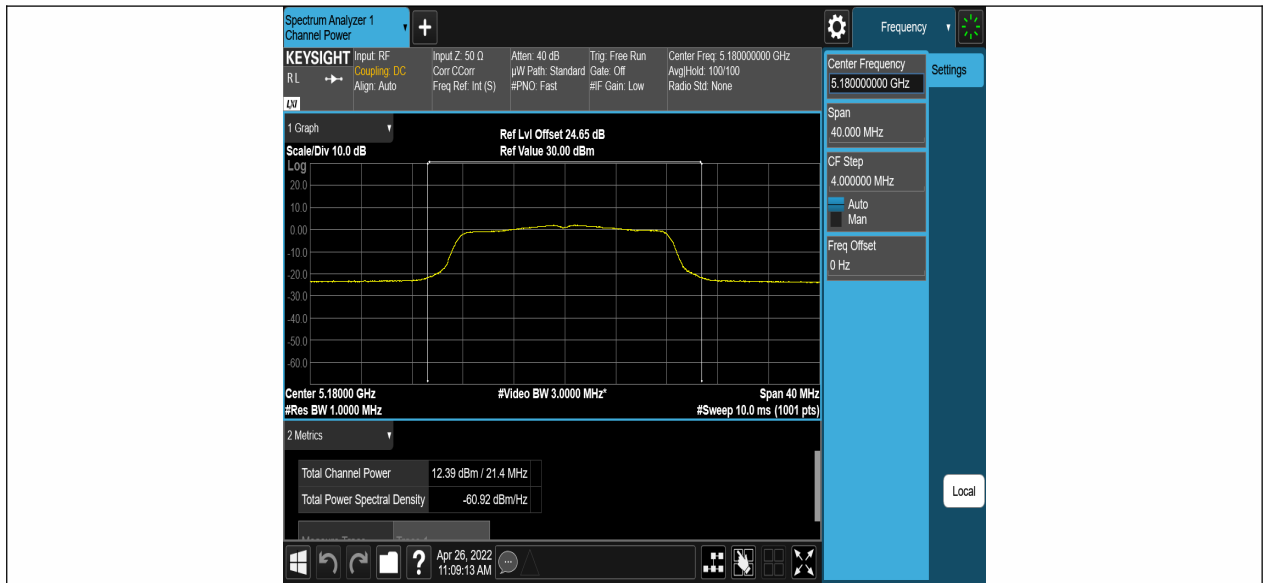 Spectrum Analyzer 1
Channel Power
+
Frequency
KEYSIGHT
RL
LXI
Input: RF
Coupling: DC
Align: Auto
Input Z: 50 Ω
Corr CCorr
Freq Ref: Int (S)
Atten: 40 dB
µW Path: Standard
#PNO: Fast
Trig: Free Run
Gate: Off
#IF Gain: Low
Center Freq: 5.180000000 GHz
Avg|Hold: 100/100
Radio Std: None
Center Frequency
5.180000000 GHz
Settings
Span
40.000 MHz
CF Step
4.000000 MHz
Auto
Man
Freq Offset
0 Hz
Local
1 Graph
Scale/Div 10.0 dB
Ref Lvl Offset 24.65 dB
Ref Value 30.00 dBm
Log
20.0
10.0
0.00
-10.0
-20.0
-30.0
-40.0
-50.0
-60.0
Center 5.18000 GHz
#Video BW 3.0000 MHz*
Span 40 MHz
#Res BW 1.0000 MHz
#Sweep 10.0 ms (1001 pts)
2 Metrics
Total Channel Power 12.39 dBm / 21.4 MHz
Total Power Spectral Density -60.92 dBm/Hz
?
Apr 26, 2022
11:09:13 AM